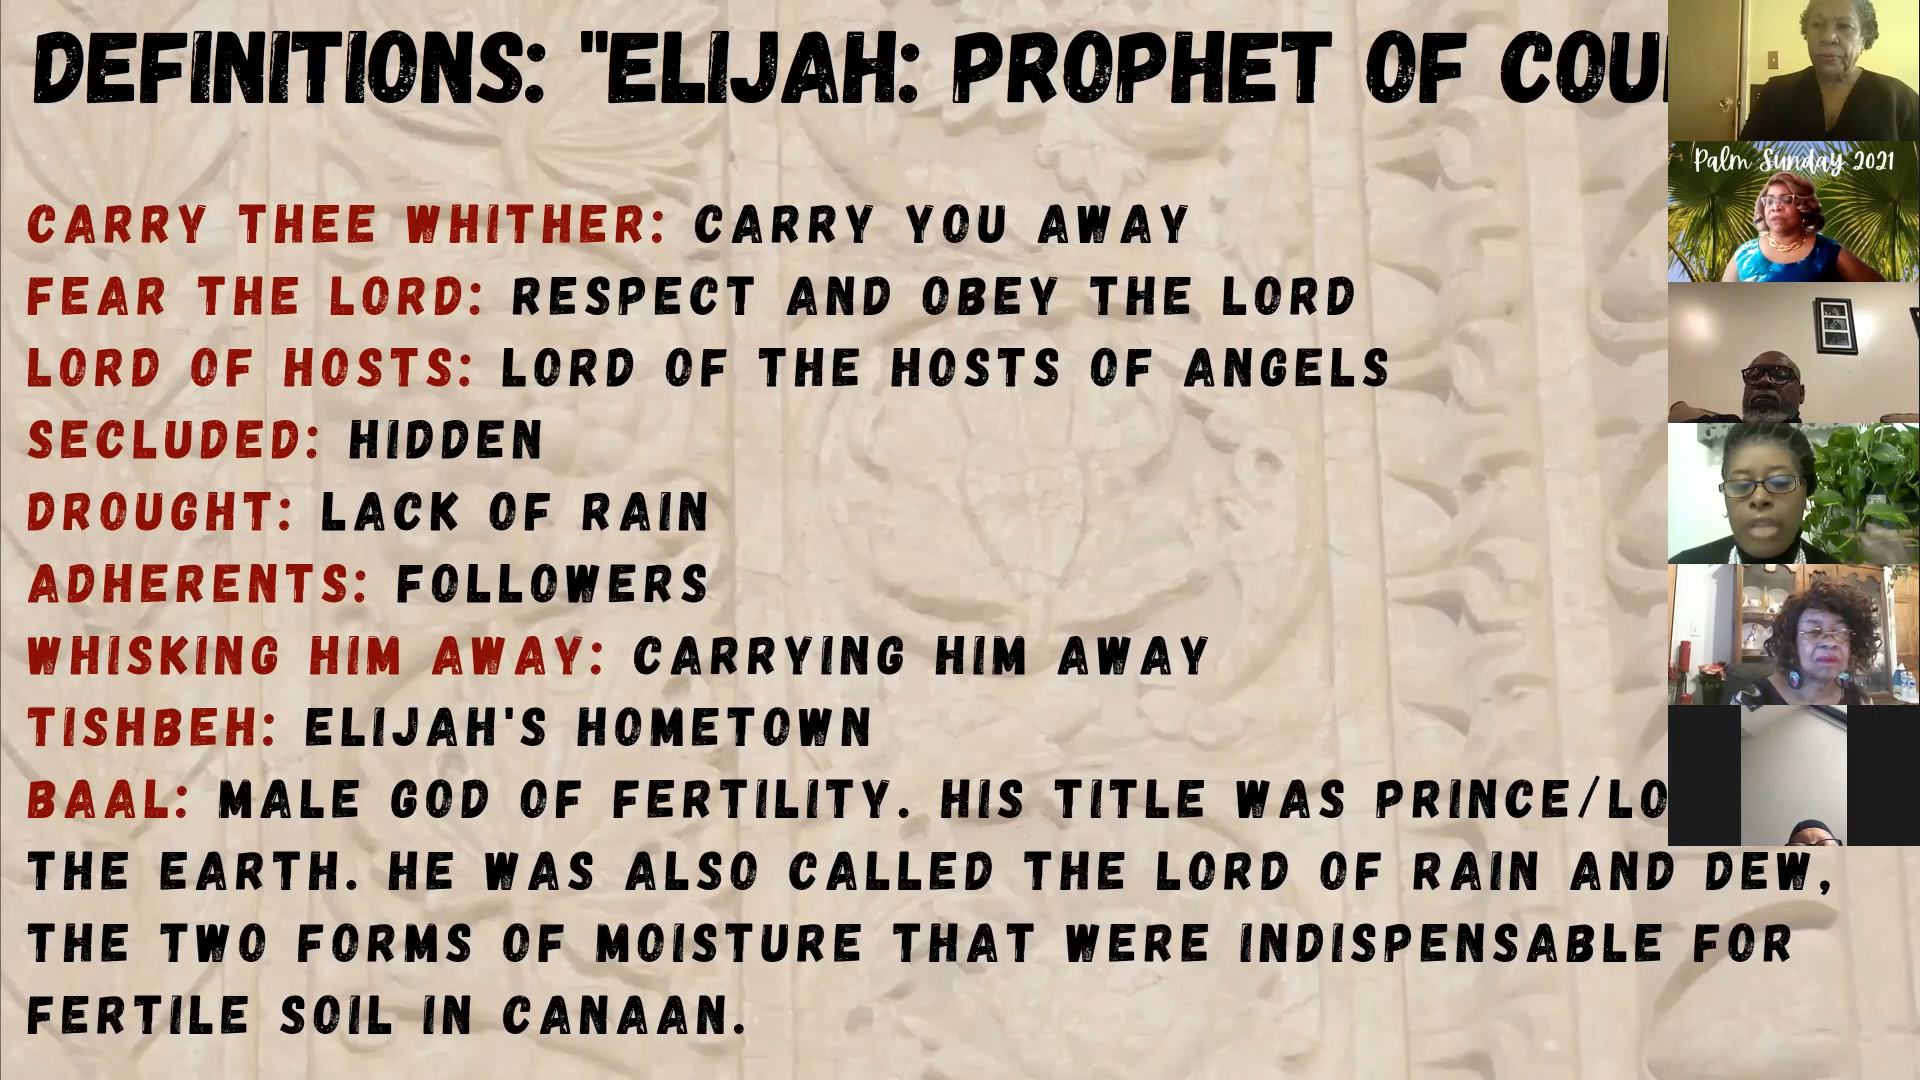 DEFINITIONS: "ELIJAH: PROPHET OF
Palm Sunday 2021
CARRY THEE WHITHER: CARRY YOU AWAY
FEAR THE LORD: RESPECT AND OBEY THE LORD
LORD OF HOSTS: LORD OF THE HOSTS OF ANGELS
SECLUDED: HIDDEN
DROUGHT: LACK OF RAIN
ADHERENTS: FOLLOWERS
WHISKING HIM AWAY: CARRYING HIM AWAY
TISHBEH: ELIJAH'S HOMETOWN
BAAL: MALE GOD OF FERTILITY. HIS TITLE WAS PRINCE/LO
THE EARTH. HE WAS ALSO CALLED THE LORD OF RAIN AND DEW,
THE TWO FORMS OF MOISTURE THAT WERE INDISPENSABLE FOR
FERTILE SOIL IN CANAAN.